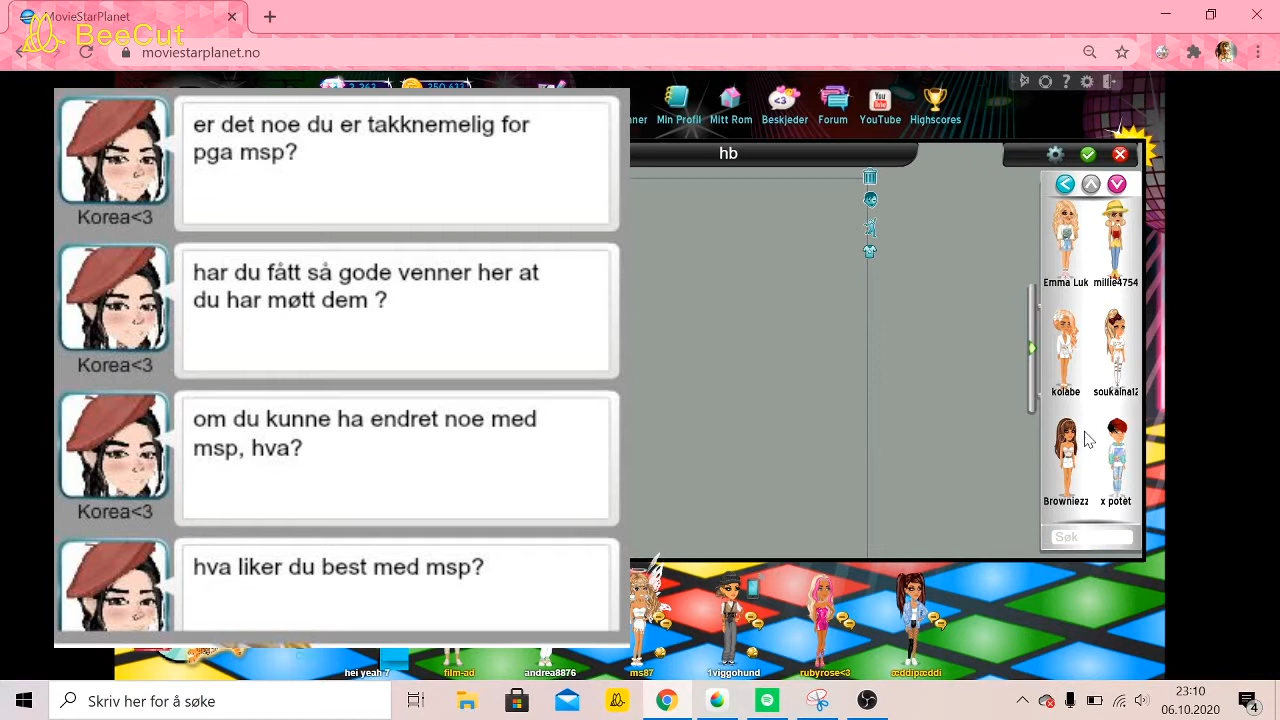 MovieStarPlanet
BeeCut
moviestarplanet.no
Min Profil
Mitt Rom
Beskjeder
Forum
You Tube
YouTube
Highscores
hb
er det noe du er takknemelig for
pga msp?
Korea<3
har du fått så gode venner her at
du har møtt dem ?
Korea<3
om du kunne ha endret noe med
msp, hva?
Korea<3
hva liker du best med msp?
Emma Luk
millie4754
kolabe
soukaina12
Browniezz
x potet
Søk
hei yeah 7
film-ad
andrea8876
ms87
1viggohund
rubyrose<3
Skriv her for å søke
23:10
06.10.2020
4